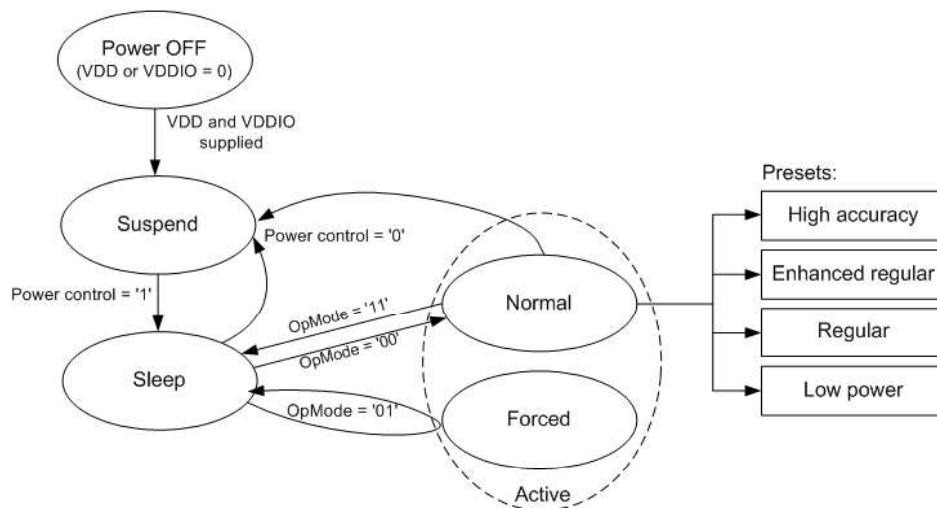 Power OFF
(VDD or VDDIO = 0)
VDD and VDDIO
supplied
Presets:
High accuracy
Suspend
Power control = '0'
Enhanced regular
Power control = '1'
OpMode = '11'
Normal
OpMode = '00'
Regular
Sleep
Low power
OpMode = '01'
Forced
Active